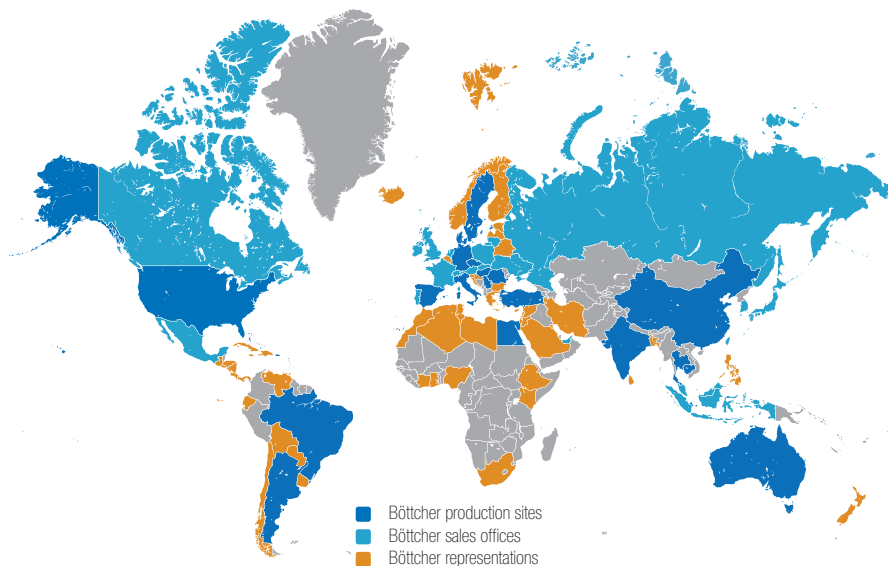 Böttcher production sites
Böttcher sales offices
Böttcher representations